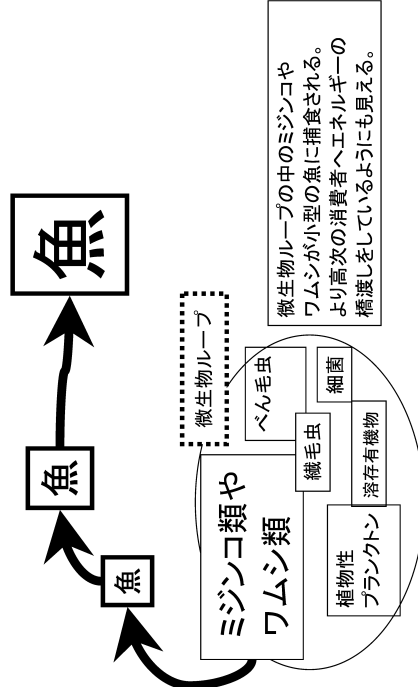 魚
魚
魚
微生物ループ
ミジンコ類や
ワムシ類
べん毛虫
繊毛虫
細菌
溶存有機物
植物性
プランクトン
微生物ループの中のミジンコや
ワムシが小型の魚に捕食される。
より高次の消費者へエネルギーの
橋渡しをしているようにも見える。